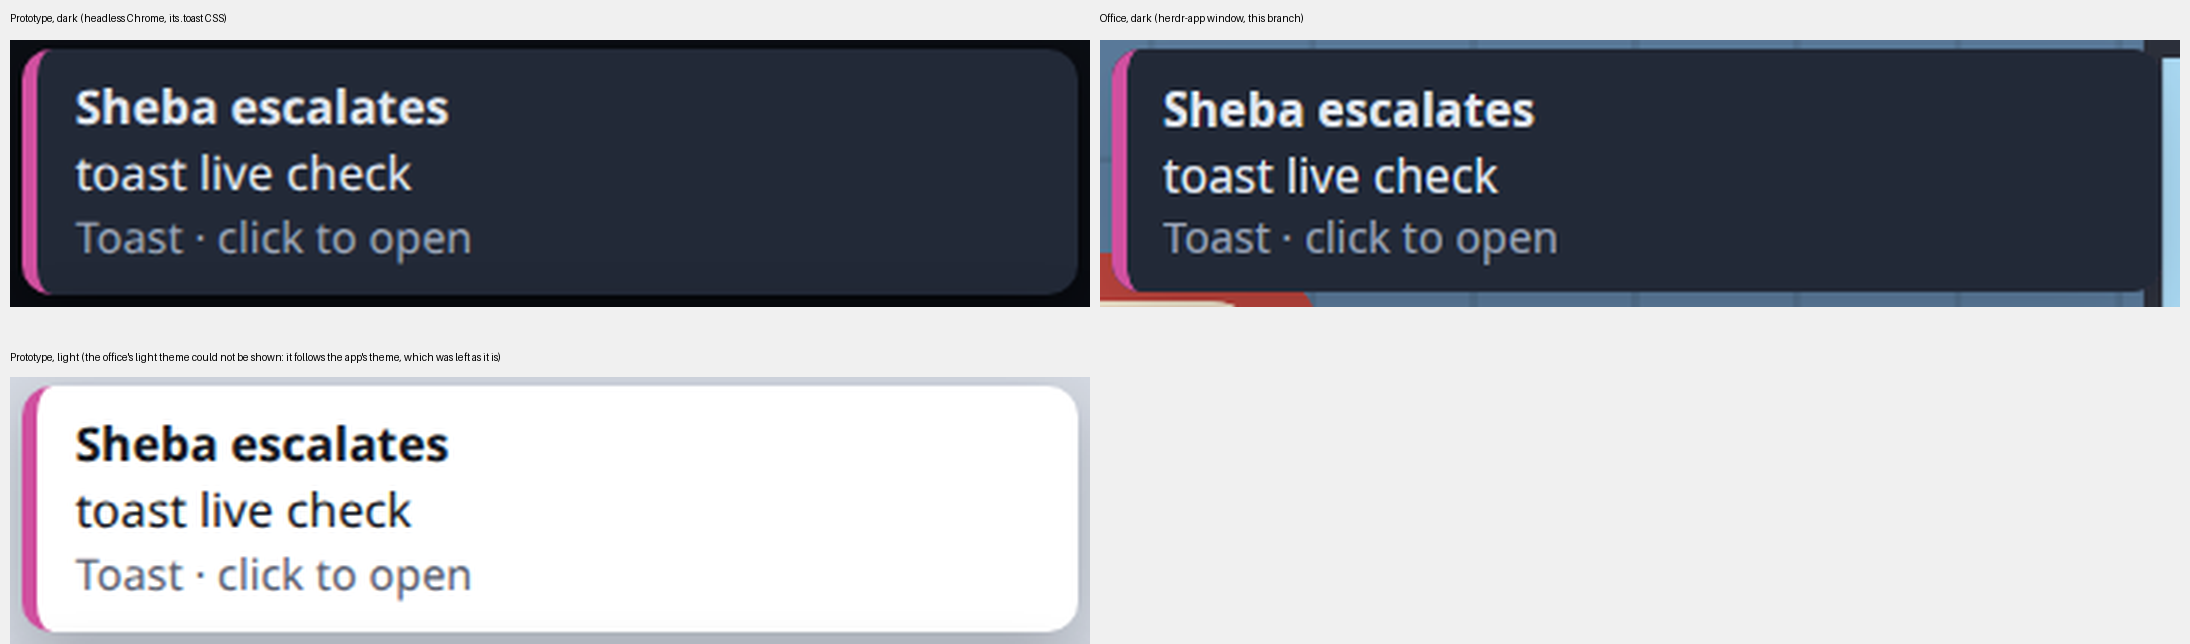 Prototype, dark (headless Chrome, its .toast CSS)
Sheba escalates
toast live check
Toast · click to open
Office, dark (herdr-app window, this branch)
Sheba escalates
toast live check
Toast · click to open
Prototype, light (the office's light theme could not be shown: it follows the app's theme, which was left as it is)
Sheba escalates
toast live check
Toast · click to open